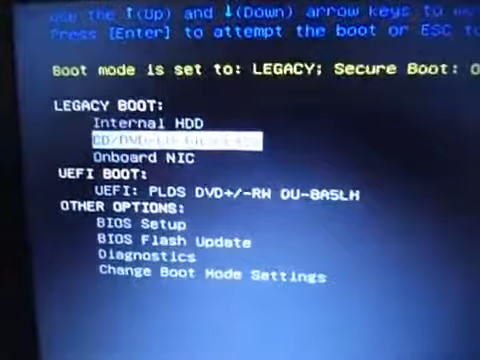 use the ↑(Up) and ↓(Down) arrow keys to
Press [Enter] to attempt the boot or ESC to
Boot mode is set to: LEGACY; Secure Boot:
LEGACY BOOT:
Internal HDD
CD/DVD
Onboard NIC
UEFI BOOT:
UEFI: PLDS DVD+/-RW DU-8A5LH
OTHER OPTIONS:
BIOS Setup
BIOS Flash Update
Diagnostics
Change Boot Mode Settings